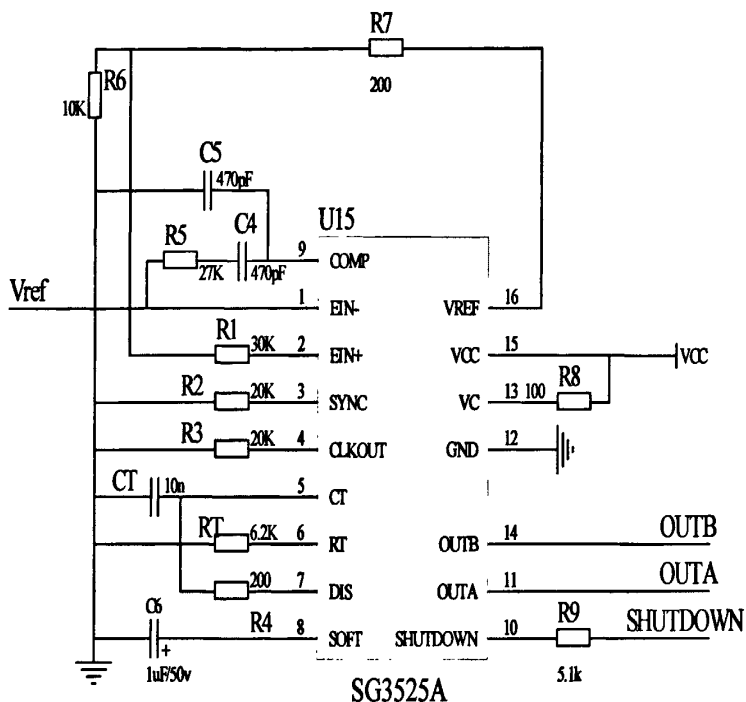 R7
200
R6
10K
C5
470pF
U15
C4
R5
9
COMP
27K
470pF
Vref
1
EIN-
VREF
16
R1
30K
2
EIN+
VCC
15
VCC
R2
20K
3
SYNC
VC
13
100
R8
R3
20K
4
CLKOUT
GND
12
CT
10n
5
CT
RT
6.2K
6
RT
OUTB
14
OUTB
200
7
DIS
OUTA
11
OUTA
C6
R4
8
SOFT
SHUTDOWN
10
R9
SHUTDOWN
+
1uF/50v
5.1k
SG3525A